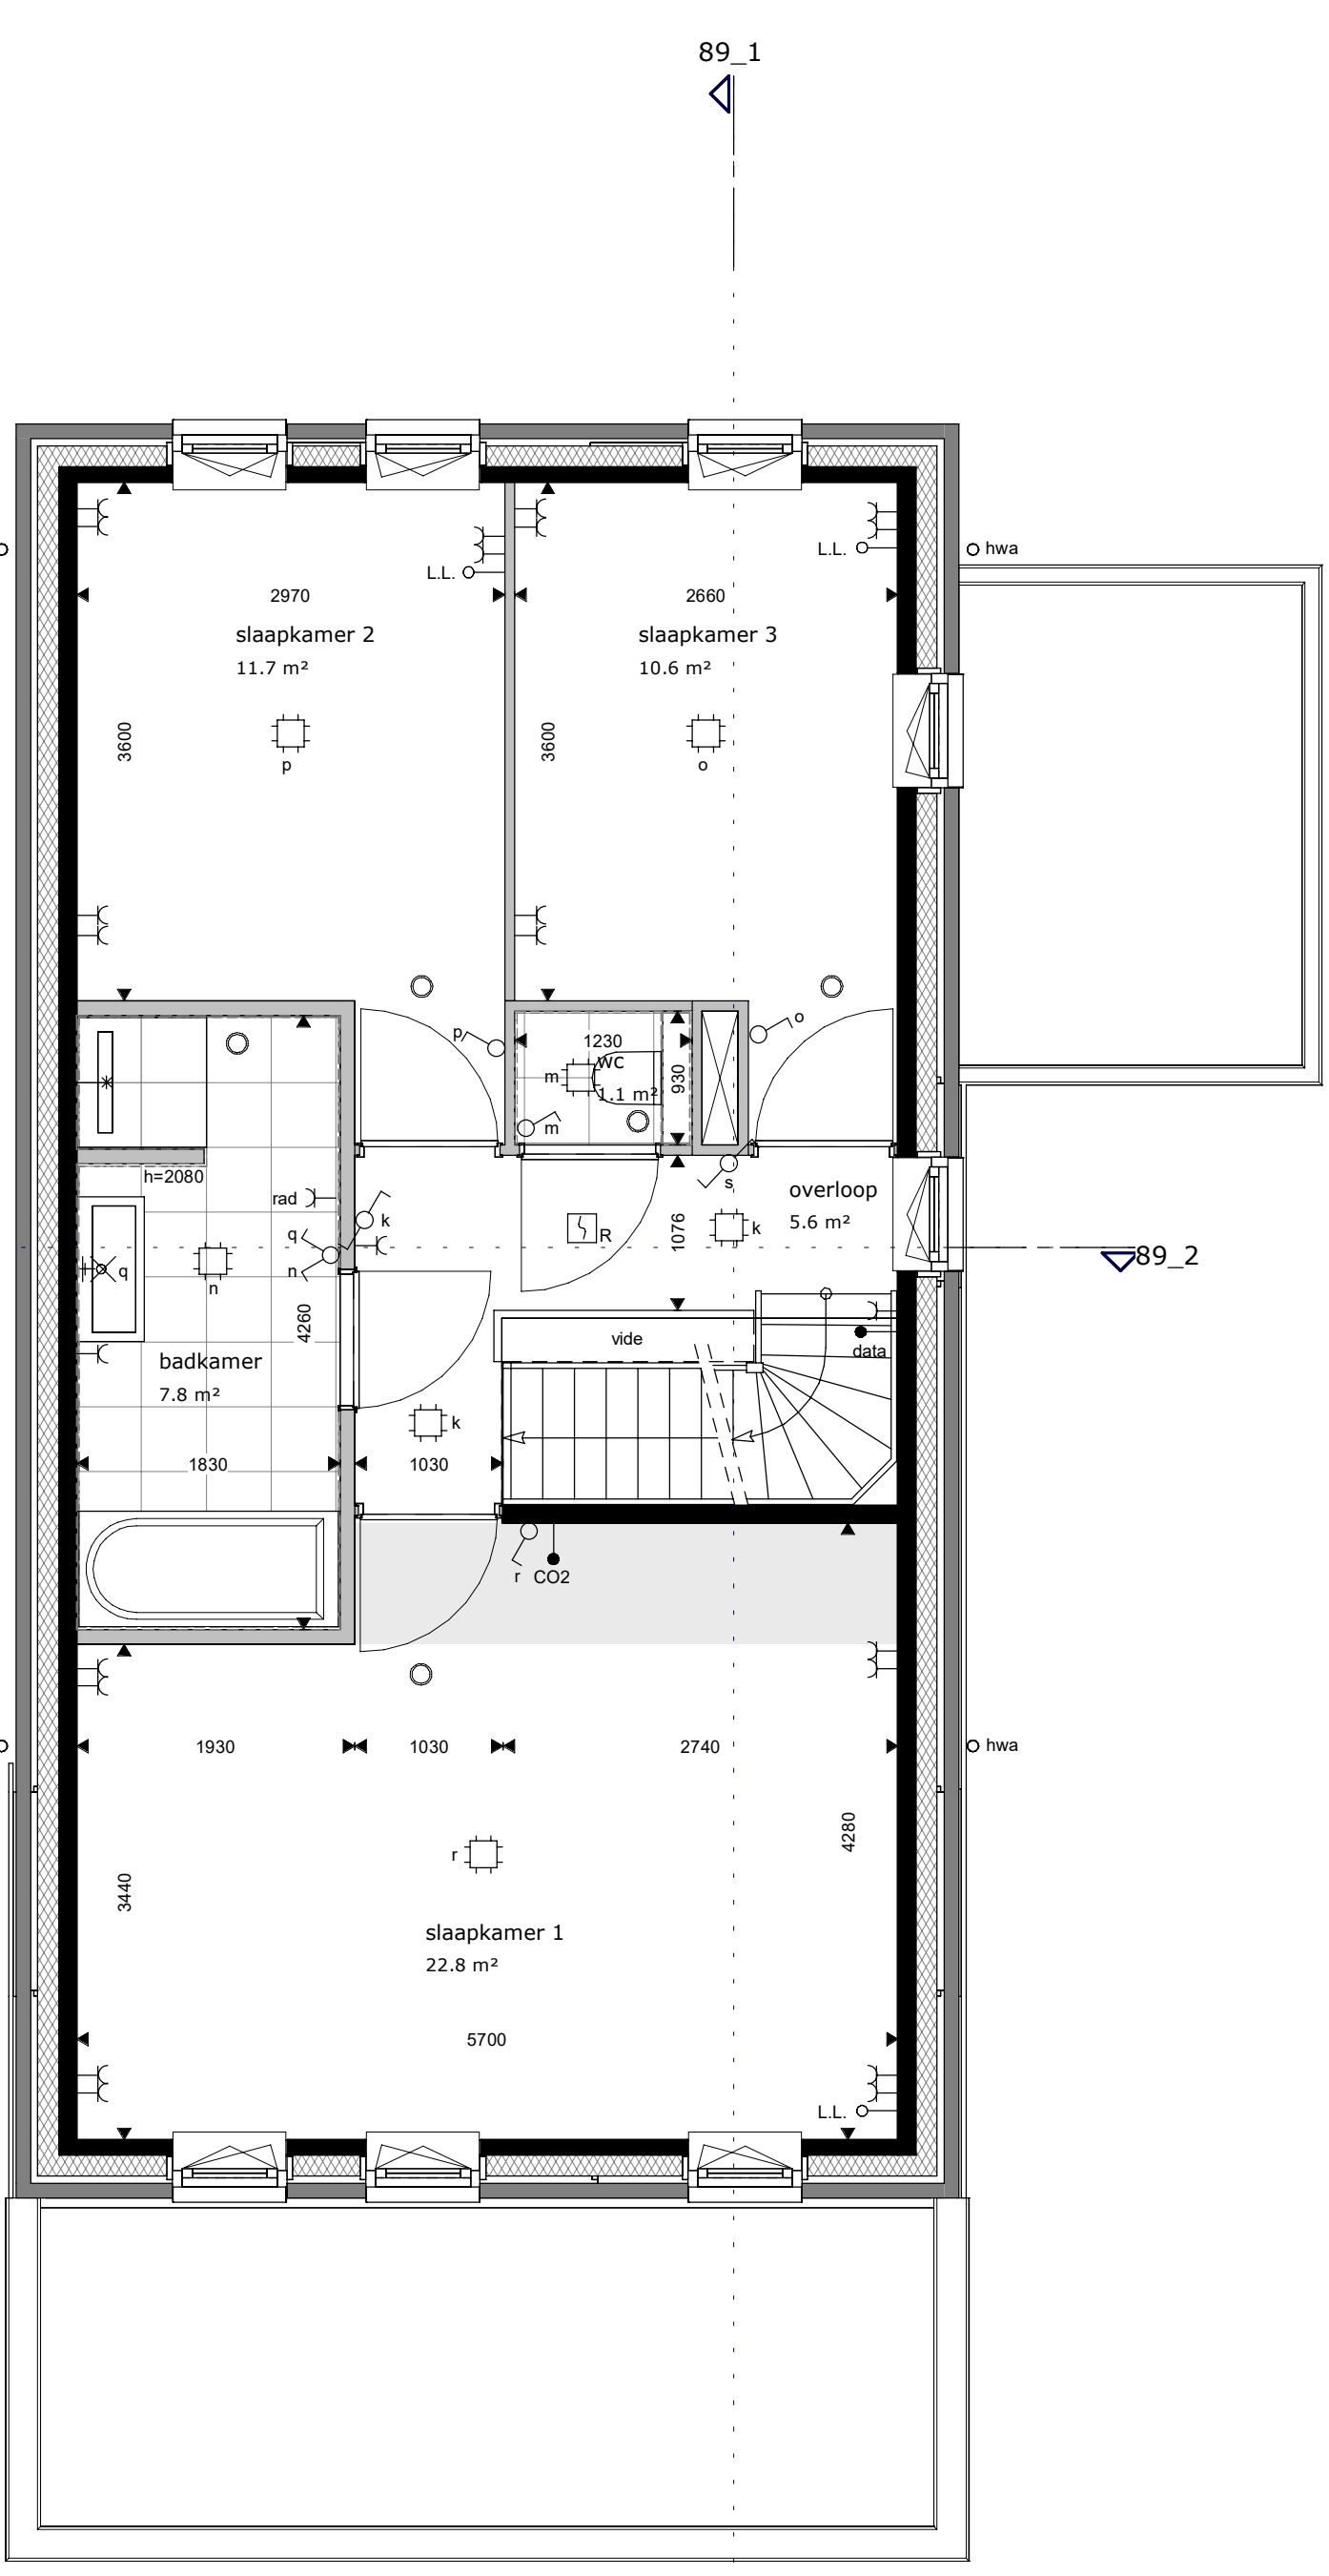 89_1
hwa
L.L.
L.L.
2970
2660
slaapkamer 2
11.7 m²
slaapkamer 3
10.6 m²
3600
3600
p
o
p
o
1230
wc
m
1.1 m²
930
m
h=2080
rad
k
s
overloop
5.6 m²
q
R
1076
k
n
89_2
q
n
4260
vide
data
badkamer
7.8 m²
k
1830
1030
r
CO2
1930
1030
2740
hwa
4280
r
3440
slaapkamer 1
22.8 m²
5700
L.L.